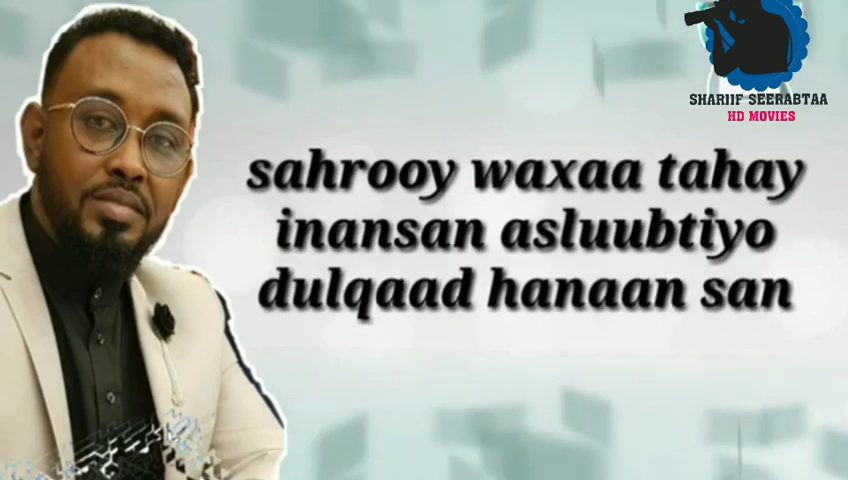 SHARIIF SEERABTAA
HD MOVIES
sahrooy waxaa tahay
inansan asluubtiyo
dulqaad hanaan san